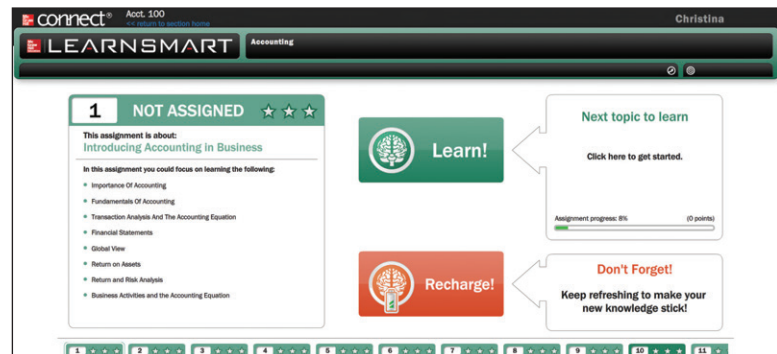 connect® Acct. 100
<< return to section home
Christina
LEARNSMART
Accounting
1 NOT ASSIGNED
This assignment is about:
Introducing Accounting in Business
In this assignment you could focus on learning the following:
Importance Of Accounting
Fundamentals Of Accounting
Transaction Analysis And The Accounting Equation
Financial Statements
Global View
Return on Assets
Return and Risk Analysis
Business Activities and the Accounting Equation
Learn!
Next topic to learn
Click here to get started.
Assignment progress: 8% (0 points)
Recharge!
Don't Forget!
Keep refreshing to make your
new knowledge stick!
1 2 3 4 5 6 7 8 9 10 11